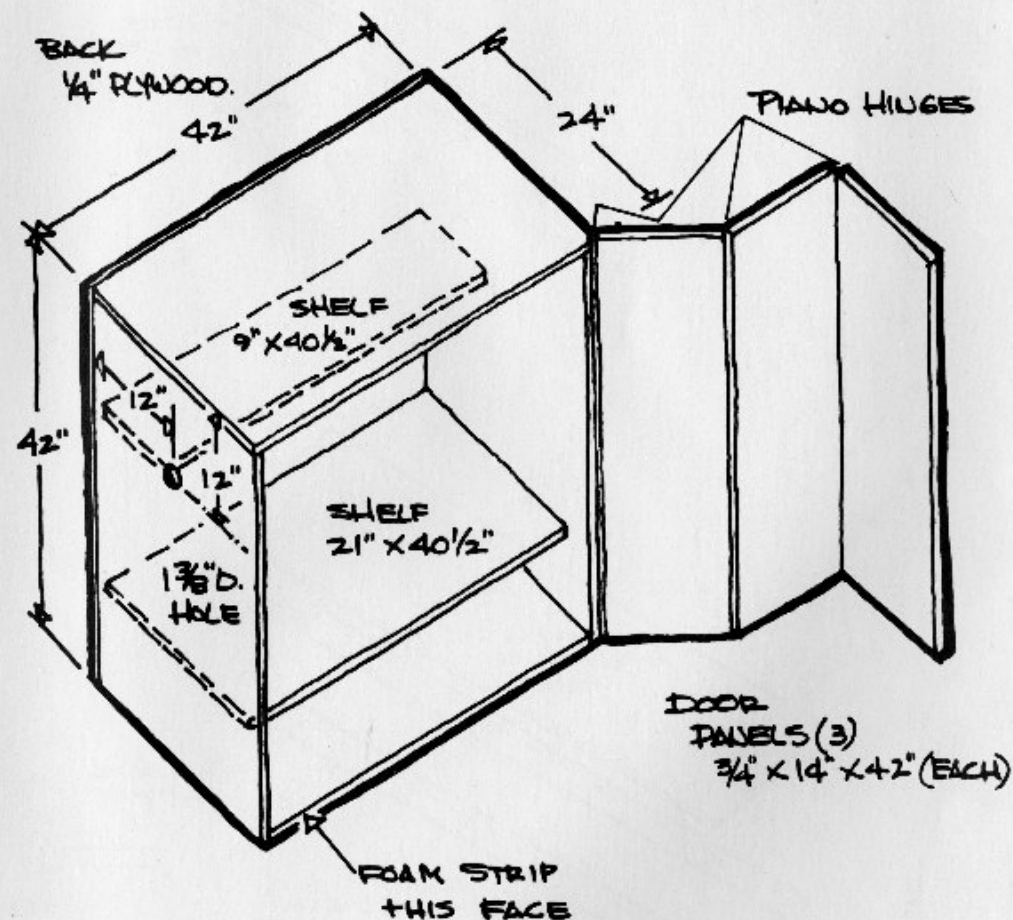 BACK
1/4" PLYWOOD.
42"
24"
PIANO HINGES
42"
SHELF
9" X 40 1/2"
12"
12"
SHELF
21" X 40 1/2"
1 3/8" D.
HOLE
DOOR
PANELS (3)
3/4" X 14" X 42" (EACH)
FOAM STRIP
THIS FACE